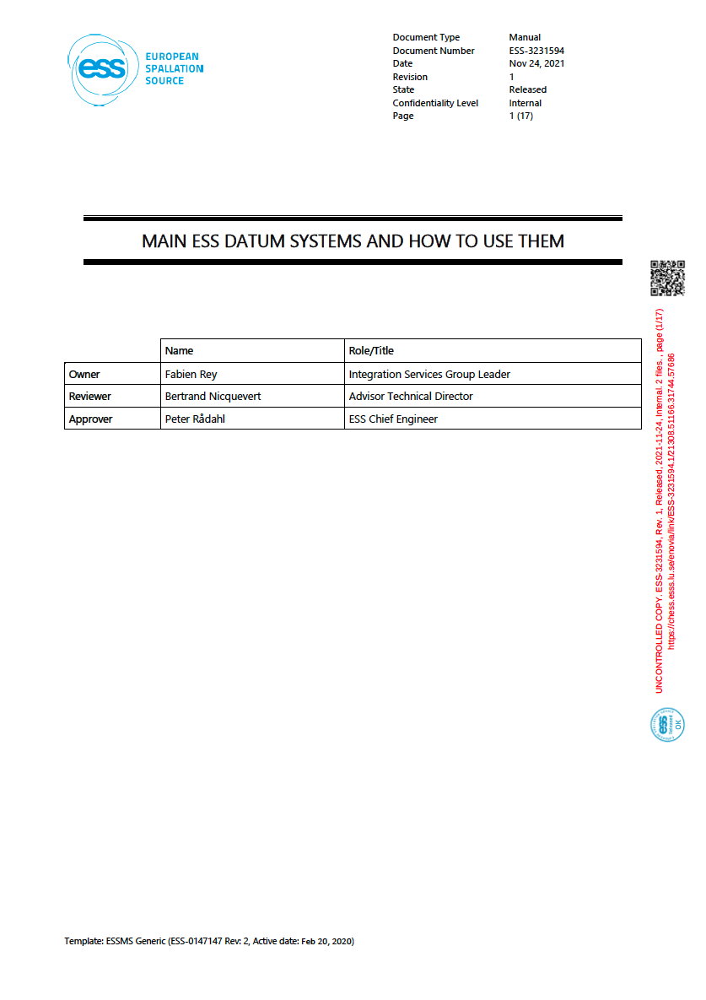 ess
EUROPEAN
SPALLATION
SOURCE
Document Type Manual
Document Number ESS-3231594
Date Nov 24, 2021
Revision 1
State Released
Confidentiality Level Internal
Page 1 (17)
MAIN ESS DATUM SYSTEMS AND HOW TO USE THEM
Name Role/Title
Owner Fabien Rey Integration Services Group Leader
Reviewer Bertrand Nicquevert Advisor Technical Director
Approver Peter Rådahl ESS Chief Engineer
UNCONTROLLED COPY. ESS-3231594, Rev. 1, Released, 2021-11-24, Internal. 2 files. , page (1/17)
https://chess.esss.lu.se/enovia/link/ESS-3231594.1/21308.51166.31744.57686
ess
Released
OK
Template: ESSMS Generic (ESS-0147147 Rev: 2, Active date: Feb 20, 2020)